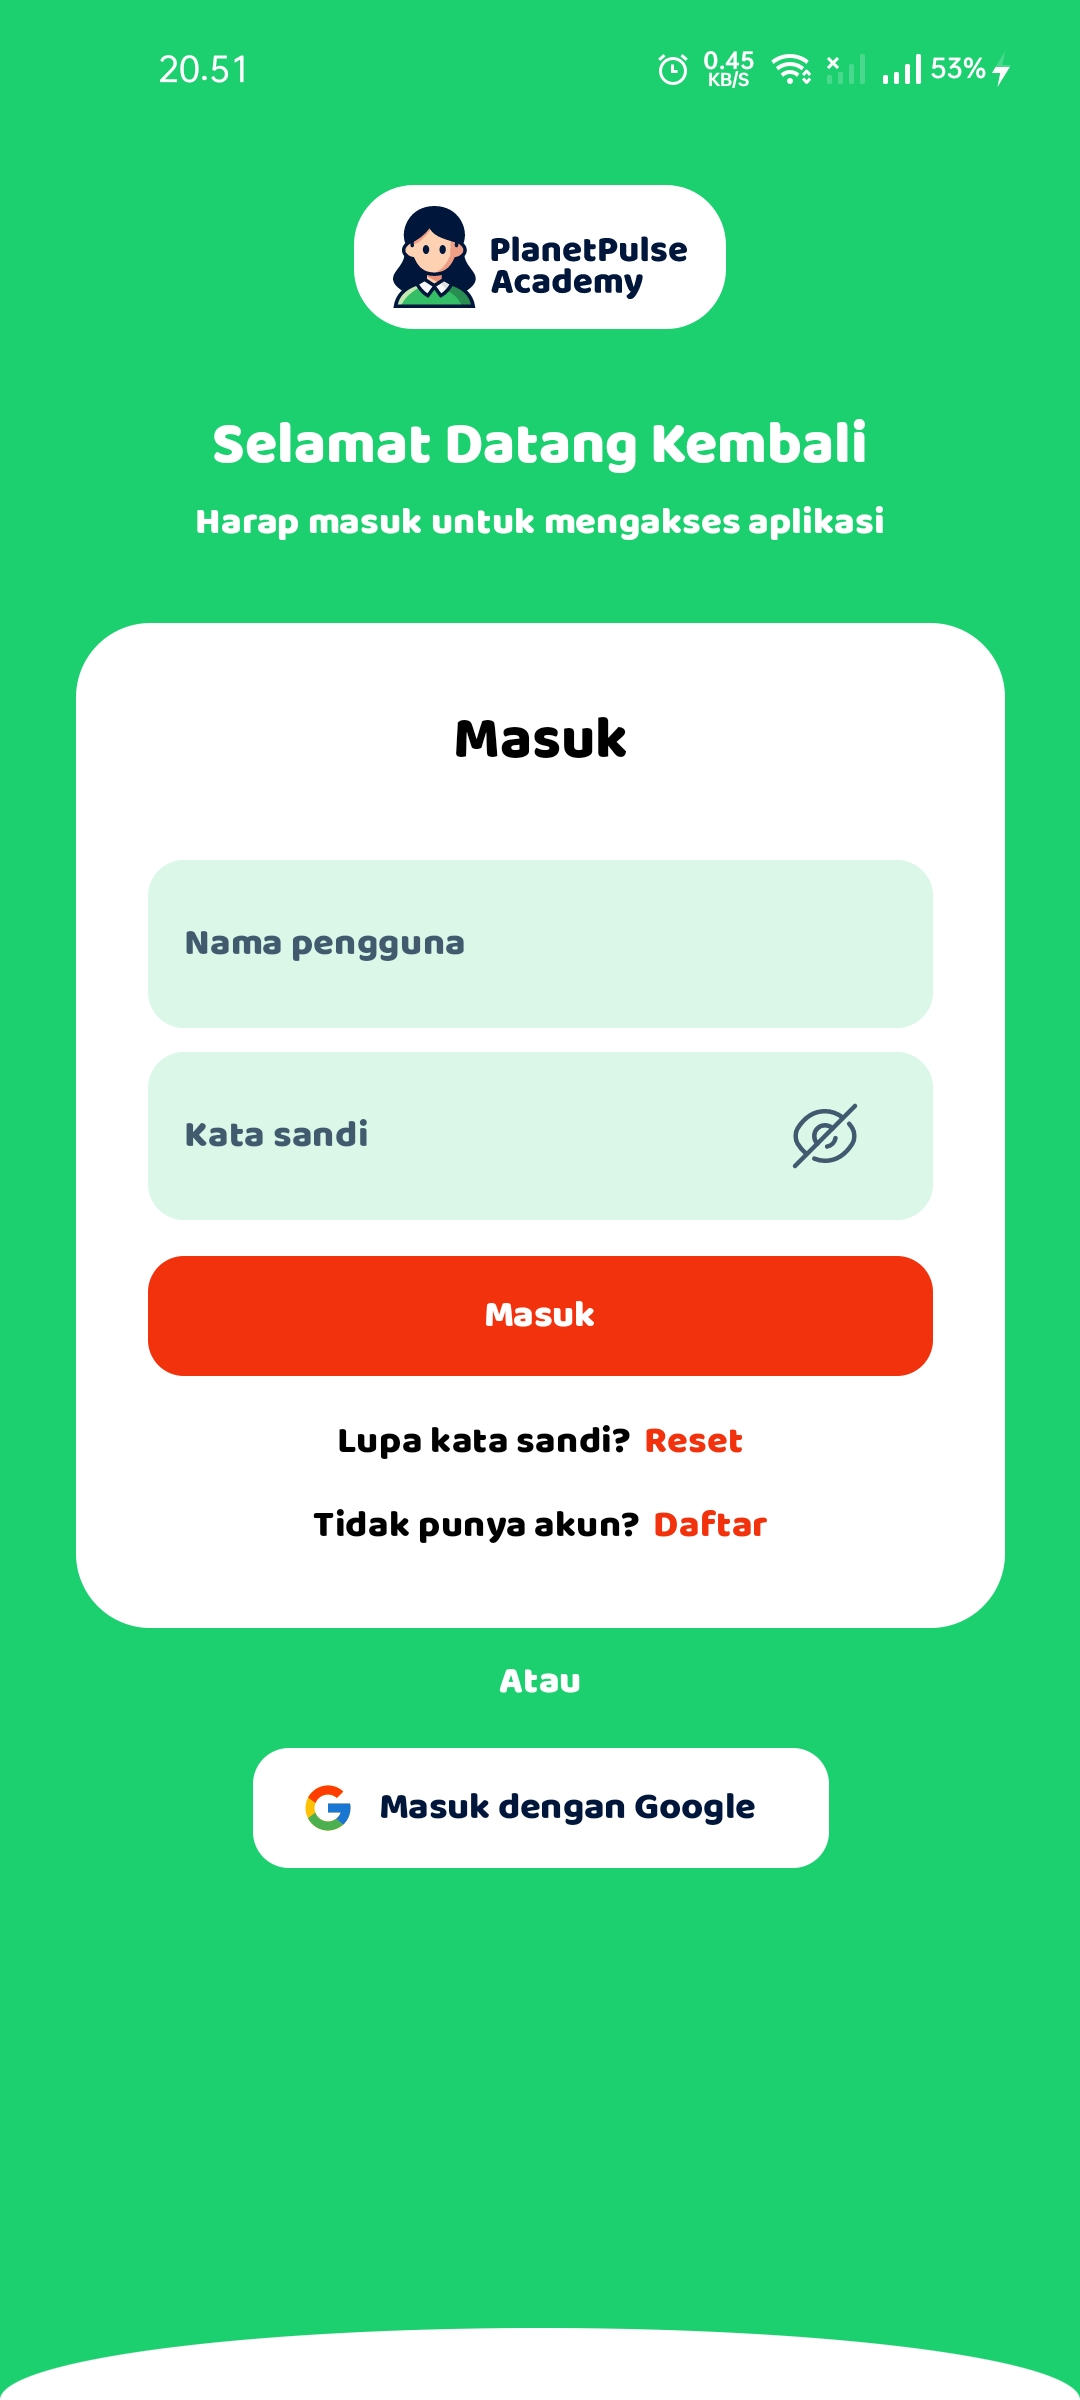 20.51
0.45
KB/S
53%
PlanetPulse
Academy
Selamat Datang Kembali
Harap masuk untuk mengakses aplikasi
Masuk
Nama pengguna
Kata sandi
Masuk
Lupa kata sandi? Reset
Tidak punya akun? Daftar
Atau
Masuk dengan Google